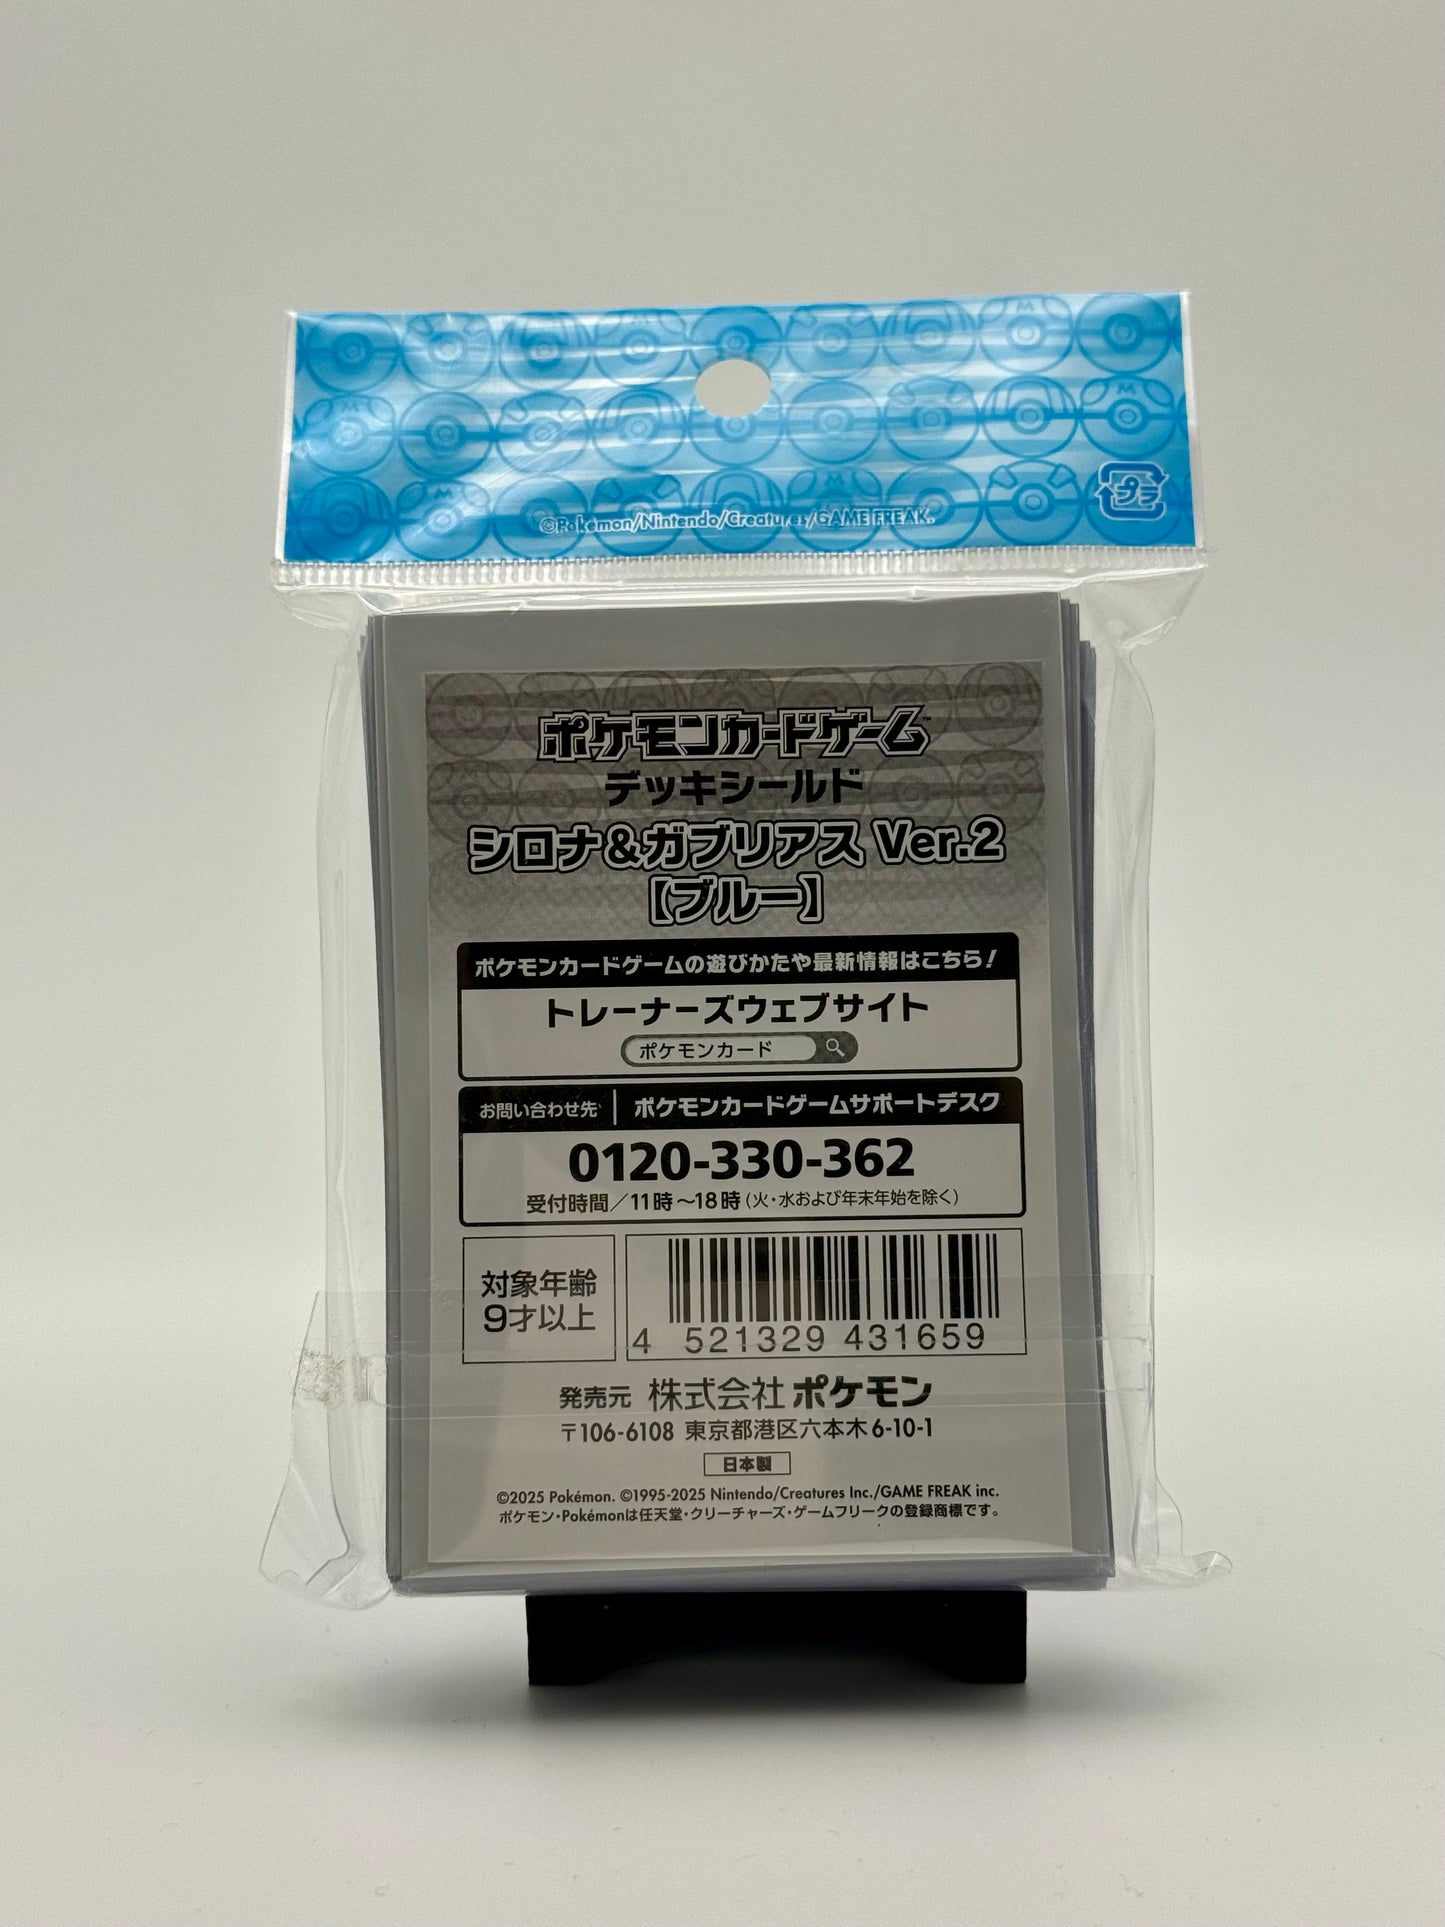 プラ
©Pokémon/Nintendo/Creatures/GAME FREAK.
ポケモンカードゲーム™
デッキシールド
シロナ&ガブリアス Ver.2
【ブルー】
ポケモンカードゲームの遊びかたや最新情報はこちら!
トレーナーズウェブサイト
ポケモンカード
お問い合わせ先 ポケモンカードゲームサポートデスク
0120-330-362
受付時間/11時~18時(火・水および年末年始を除く)
対象年齢
9才以上
4 521329 431659
発売元 株式会社ポケモン
〒106-6108 東京都港区六本木6-10-1
日本製
©2025 Pokémon. ©1995-2025 Nintendo/Creatures Inc./GAME FREAK inc.
ポケモン・Pokémonは任天堂・クリーチャーズ・ゲームフリークの登録商標です。